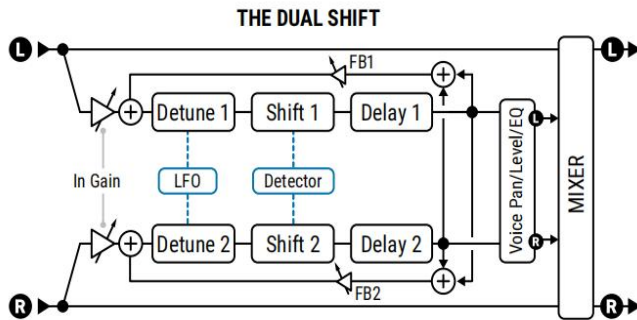 THE DUAL SHIFT
L
L
FB1
+
+
Detune 1
Shift 1
Delay 1
L
In Gain
LFO
Detector
Voice Pan/Level/EQ
MIXER
R
+
Detune 2
Shift 2
Delay 2
+
FB2
R
R